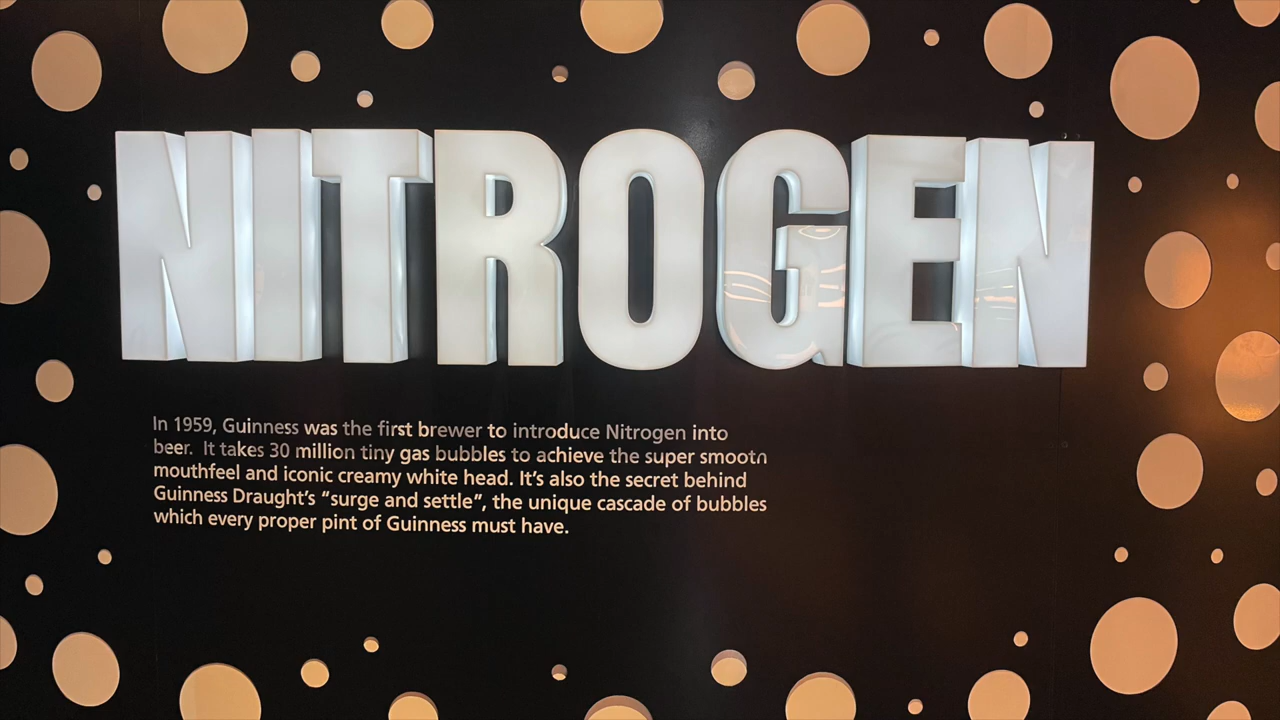 NITROGEN
In 1959, Guinness was the first brewer to introduce Nitrogen into
beer. It takes 30 million tiny gas bubbles to achieve the super smooth
mouthfeel and iconic creamy white head. It's also the secret behind
Guinness Draught's “surge and settle”, the unique cascade of bubbles
which every proper pint of Guinness must have.